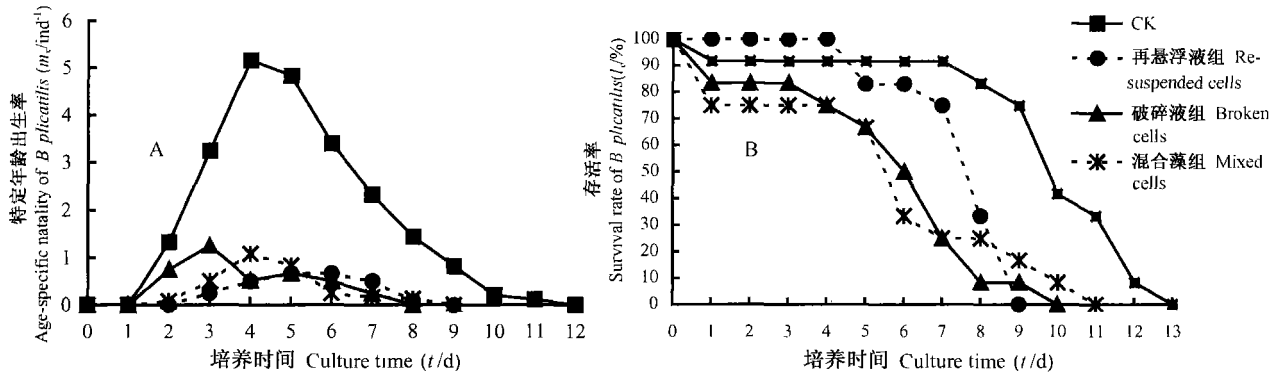 特定年龄出生率
Age-specific natality of B plicatilis (mₓ/ind⁻¹)
6
5
4
3
2
1
0
A
0 1 2 3 4 5 6 7 8 9 10 11 12
培养时间 Culture time (t/d)
存活率
Survival rate of B plicatilis(lₓ/%)
100
90
80
70
60
50
40
30
20
10
0
B
0 1 2 3 4 5 6 7 8 9 10 11 12 13
培养时间 Culture time (t/d)
CK
再悬浮液组 Re-
suspended cells
破碎液组 Broken
cells
混合藻组 Mixed
cells